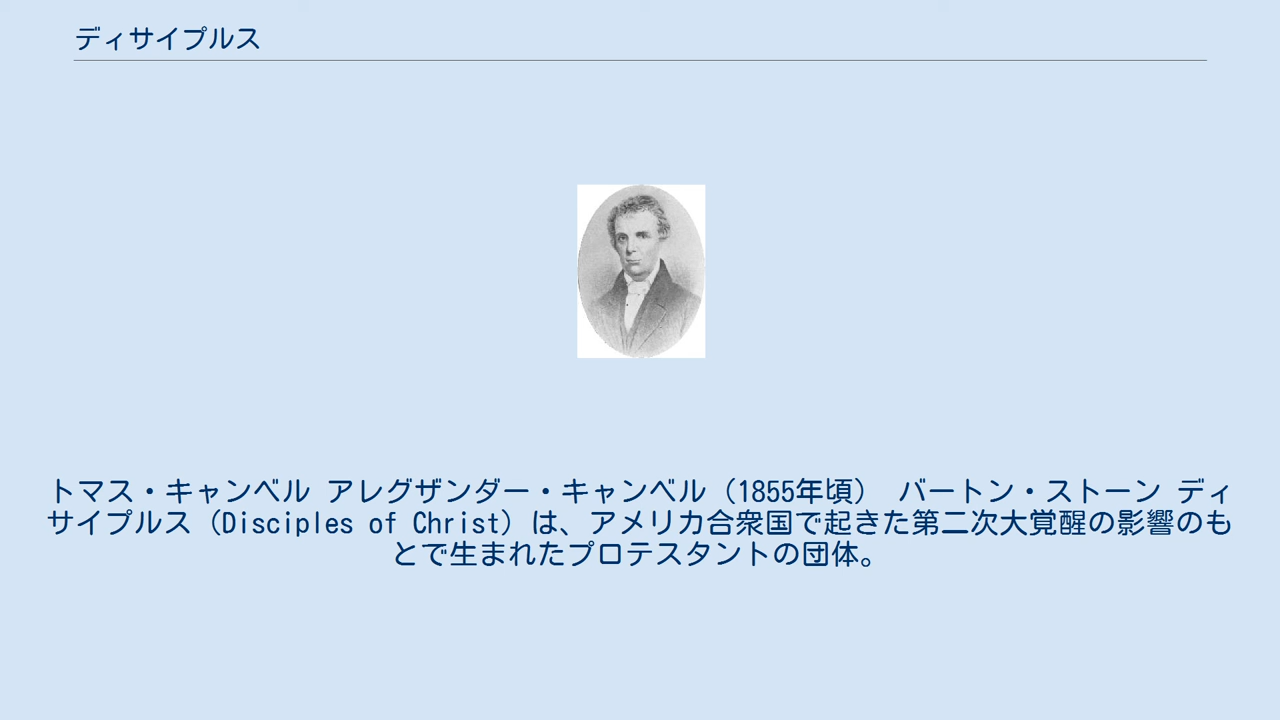 ディサイプルス
トマス・キャンベル アレグザンダー・キャンベル（1855年頃） バートン・ストーン ディ
サイプルス（Disciples of Christ）は、アメリカ合衆国で起きた第二次大覚醒の影響のも
とで生まれたプロテスタントの団体。